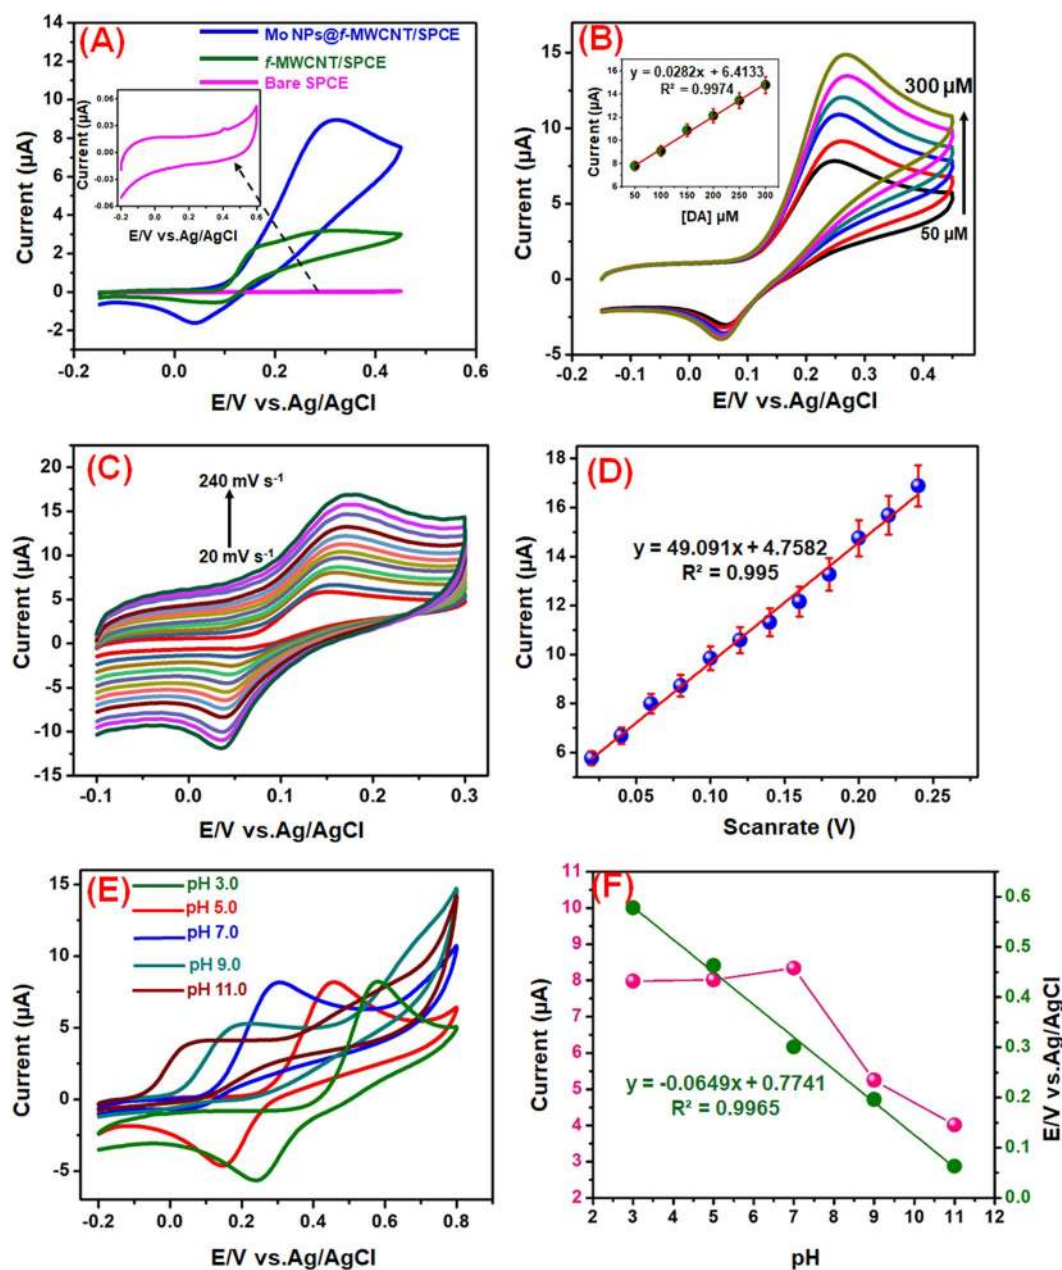 (A)
Mo NPs@f-MWCNT/SPCE
f-MWCNT/SPCE
Bare SPCE
14
12
10
8
6
4
2
0
-2
Current (µA)
-0.2
0.0
0.2
0.4
0.6
E/V vs.Ag/AgCl
0.06
0.03
0.00
-0.03
-0.06
Current (µA)
-0.2
0.0
0.2
0.4
0.6
E/V vs.Ag/AgCl
(B)
15
10
5
0
-5
Current (µA)
-0.2
-0.1
0.0
0.1
0.2
0.3
0.4
E/V vs.Ag/AgCl
300 µM
50 µM
y = 0.0282x + 6.4133
R² = 0.9974
16
14
12
10
8
6
Current (µA)
50
100
150
200
250
300
[DA] µM
(C)
240 mV s⁻¹
20 mV s⁻¹
20
15
10
5
0
-5
-10
-15
Current (µA)
-0.1
0.0
0.1
0.2
0.3
E/V vs.Ag/AgCl
(D)
y = 49.091x + 4.7582
R² = 0.995
18
16
14
12
10
8
6
Current (µA)
0.05
0.10
0.15
0.20
0.25
Scanrate (V)
(E)
pH 3.0
pH 5.0
pH 7.0
pH 9.0
pH 11.0
15
10
5
0
-5
Current (µA)
-0.2
0.0
0.2
0.4
0.6
0.8
E/V vs.Ag/AgCl
(F)
y = -0.0649x + 0.7741
R² = 0.9965
11
10
9
8
7
6
5
4
3
2
Current (µA)
0.6
0.5
0.4
0.3
0.2
0.1
0.0
E/V vs.Ag/AgCl
2
3
4
5
6
7
8
9
10
11
12
pH